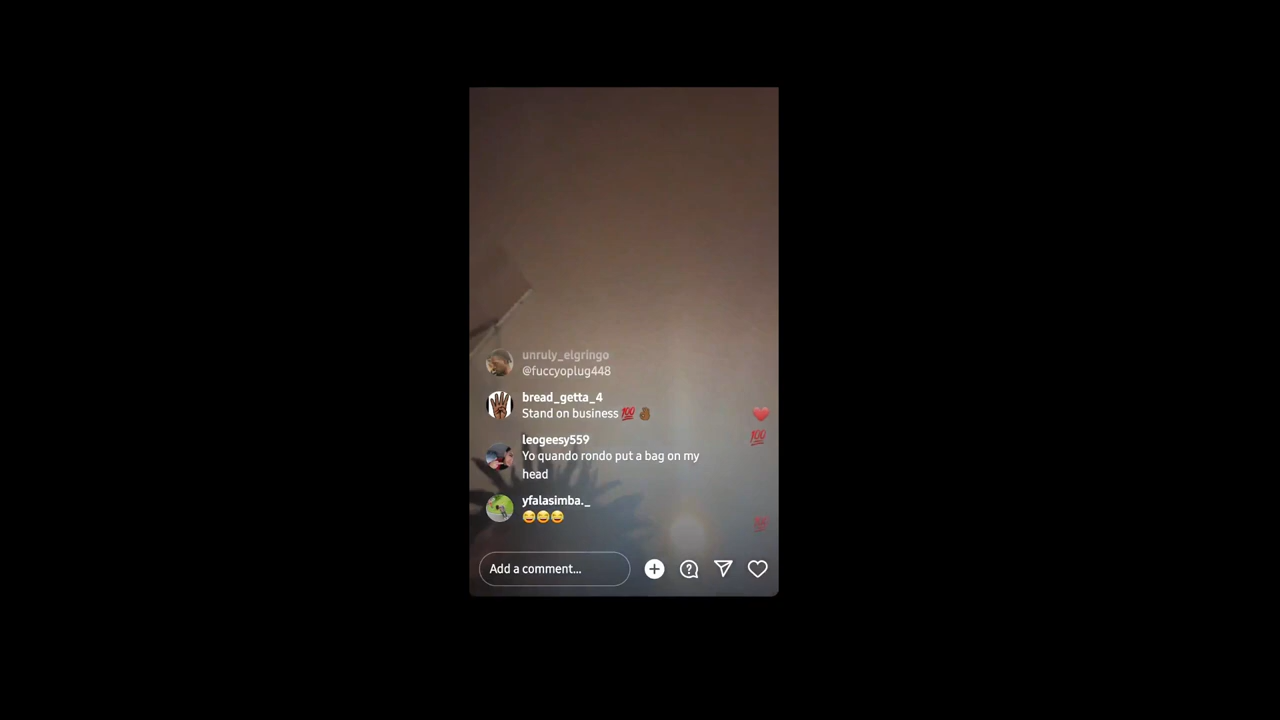 unruly_elgringo
@fuccyoplug448
bread_getta_4
Stand on business 💯 👌🏾
leogeesy559
Yo quando rondo put a bag on my
head
yfalasimba._
😂😂😂
Add a comment...